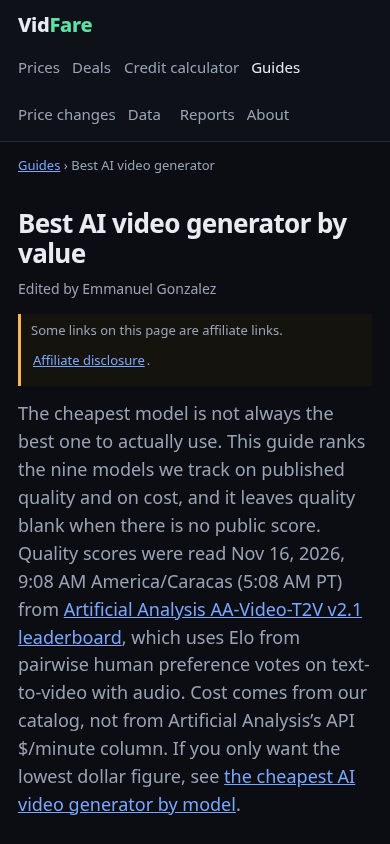 VidFare
Prices Deals Credit calculator Guides
Price changes Data Reports About
Guides › Best AI video generator
Best AI video generator by
value
Edited by Emmanuel Gonzalez
Some links on this page are affiliate links.
Affiliate disclosure.
The cheapest model is not always the
best one to actually use. This guide ranks
the nine models we track on published
quality and on cost, and it leaves quality
blank when there is no public score.
Quality scores were read Nov 16, 2026,
9:08 AM America/Caracas (5:08 AM PT)
from Artificial Analysis AA-Video-T2V v2.1
leaderboard, which uses Elo from
pairwise human preference votes on text-
to-video with audio. Cost comes from our
catalog, not from Artificial Analysis’s API
$/minute column. If you only want the
lowest dollar figure, see the cheapest AI
video generator by model.